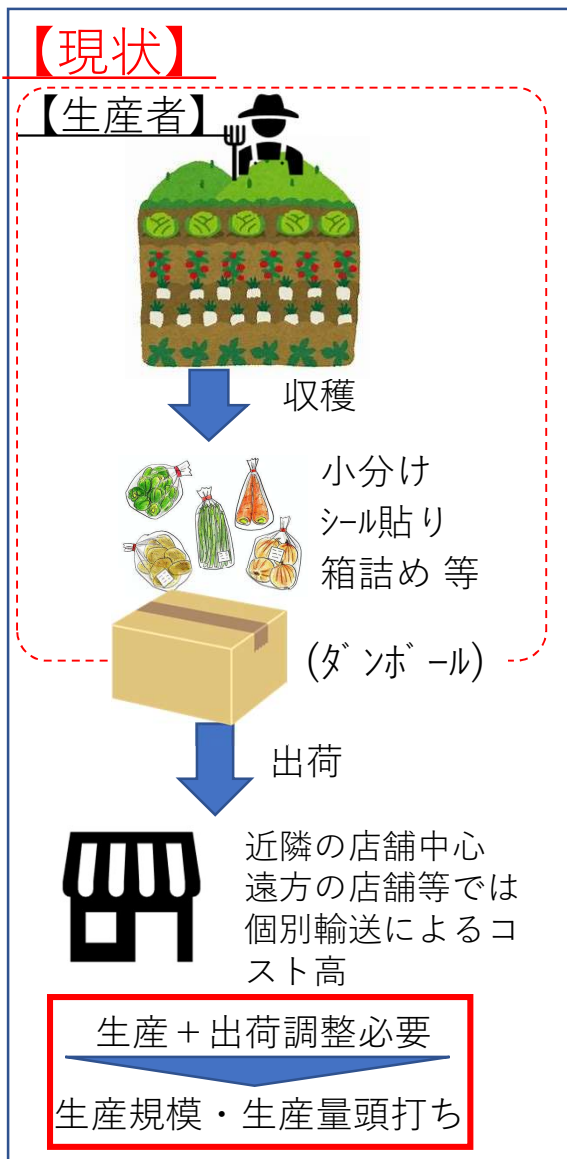 【現状】
【生産者】
収穫
小分け
ｼｰﾙ貼り
箱詰め 等
(ﾀﾞﾝﾎﾞｰﾙ)
出荷
近隣の店舗中心
遠方の店舗等では
個別輸送によるコ
スト高
生産＋出荷調整必要
生産規模・生産量頭打ち